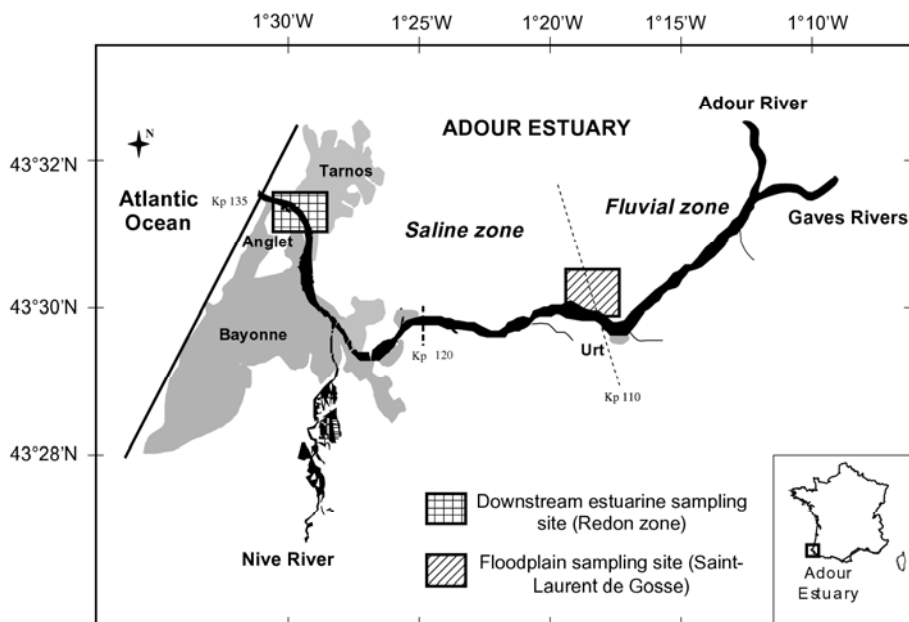 1°30'W 1°25'W 1°20'W 1°15'W 1°10'W
Adour River
N
ADOUR ESTUARY
43°32'N
Tarnos
Atlantic
Ocean
Kp 135
Fluvial zone
Gaves Rivers
Saline zone
Anglet
43°30'N
Bayonne
Urt
Kp 120
Kp 110
43°28'N
Downstream estuarine sampling
site (Redon zone)
Nive River
Floodplain sampling site (Saint-
Laurent de Gosse)
Adour
Estuary